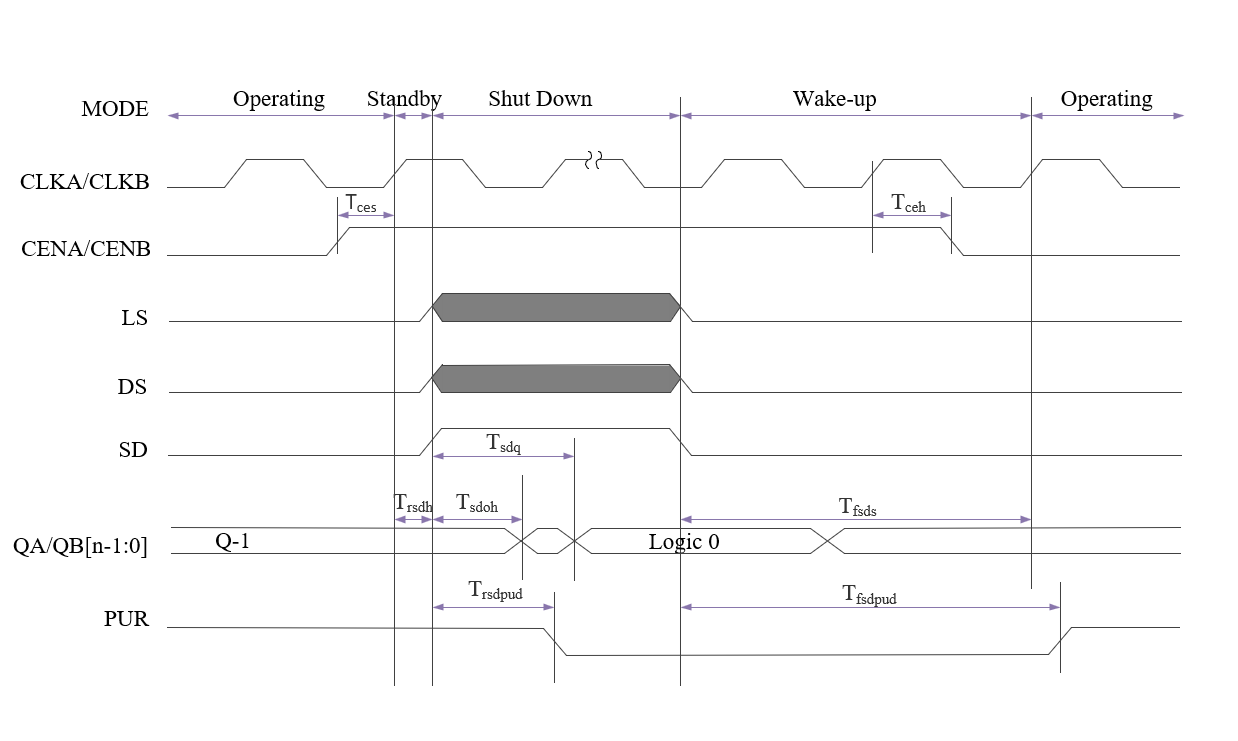 MODE Operating Standby Shut Down Wake-up Operating
CLKA/CLKB
Tces Tceh
CENA/CENB
LS
DS
SD
Tsdq
Trsdh Tsdoh Tfsds
QA/QB[n-1:0] Q-1 Logic 0
Trsdpud Tfsdpud
PUR